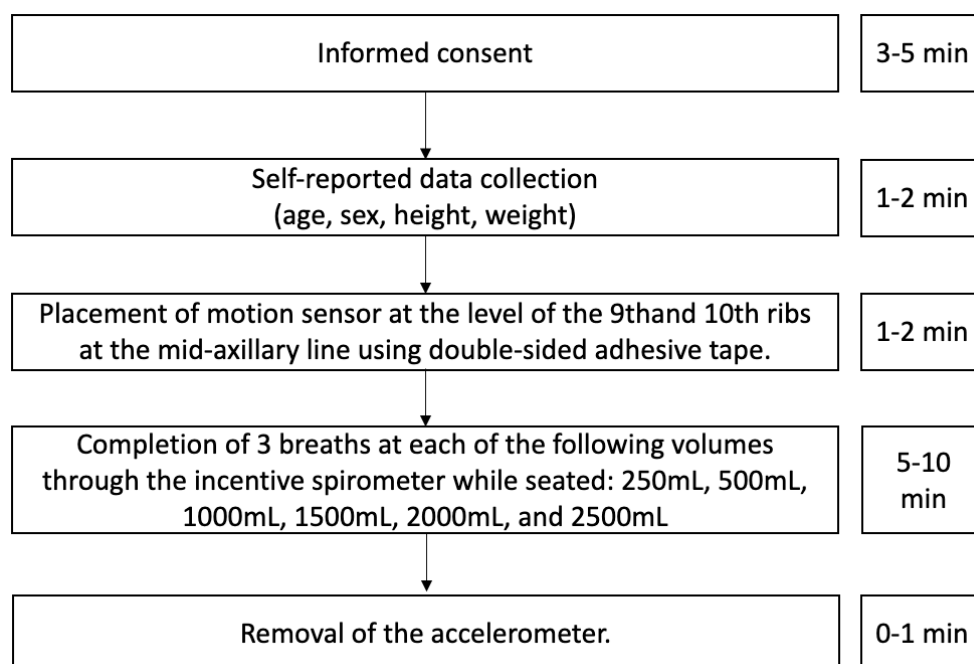 Informed consent
3-5 min
Self-reported data collection
(age, sex, height, weight)
1-2 min
Placement of motion sensor at the level of the 9thand 10th ribs
at the mid-axillary line using double-sided adhesive tape.
1-2 min
Completion of 3 breaths at each of the following volumes
through the incentive spirometer while seated: 250mL, 500mL,
1000mL, 1500mL, 2000mL, and 2500mL
5-10
min
Removal of the accelerometer.
0-1 min